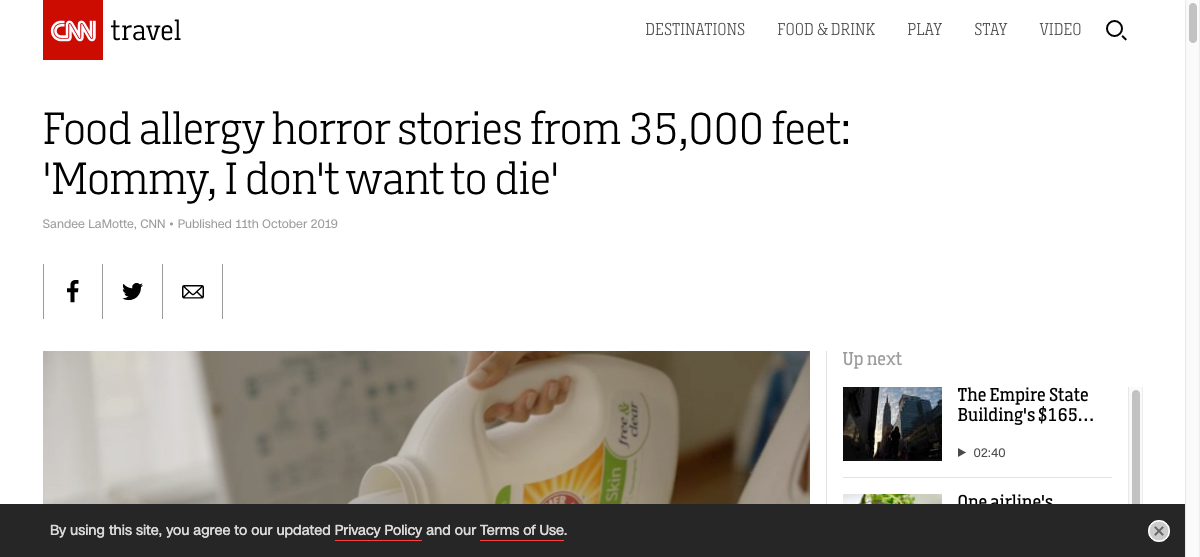 CNN travel
DESTINATIONS FOOD & DRINK PLAY STAY VIDEO
Food allergy horror stories from 35,000 feet:
'Mommy, I don't want to die'
Sandee LaMotte, CNN • Published 11th October 2019
Up next
The Empire State
Building's $165...
02:40
One airline's
free &
clear
Skin
By using this site, you agree to our updated Privacy Policy and our Terms of Use.